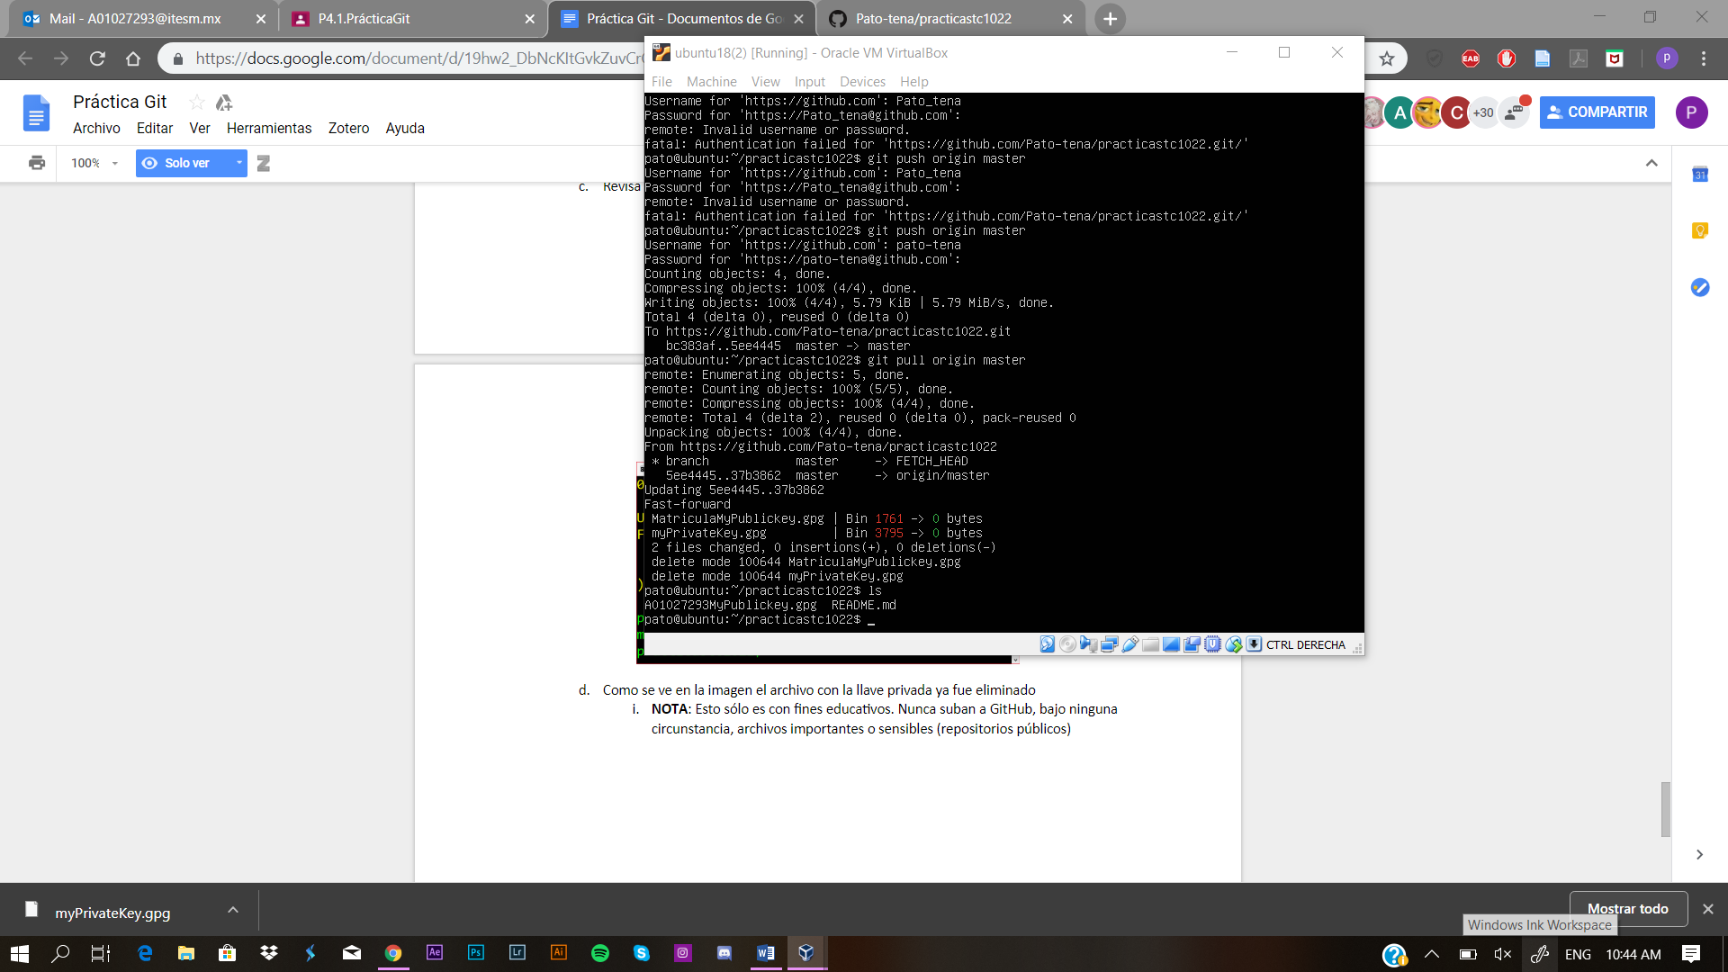 Mail - A01027293@itesm.mx
P4.1.PrácticaGit
Práctica Git - Documentos de Go
Pato-tena/practicastc1022
https://docs.google.com/document/d/19hw2_DbNcKItGvkZuvCr
EAB
P
Práctica Git
Archivo Editar Ver Herramientas Zotero Ayuda
100% Solo ver Z
A C +30 COMPARTIR P
31
c. Revisa
ubuntu18(2) [Running] - Oracle VM VirtualBox
File Machine View Input Devices Help
Username for 'https://github.com': Pato_tena
Password for 'https://Pato_tena@github.com':
remote: Invalid username or password.
fatal: Authentication failed for 'https://github.com/Pato-tena/practicastc1022.git/'
pato@ubuntu:~/practicastc1022$ git push origin master
Username for 'https://github.com': Pato_tena
Password for 'https://Pato_tena@github.com':
remote: Invalid username or password.
fatal: Authentication failed for 'https://github.com/Pato-tena/practicastc1022.git/'
pato@ubuntu:~/practicastc1022$ git push origin master
Username for 'https://github.com': pato-tena
Password for 'https://pato-tena@github.com':
Counting objects: 4, done.
Compressing objects: 100% (4/4), done.
Writing objects: 100% (4/4), 5.79 KiB | 5.79 MiB/s, done.
Total 4 (delta 0), reused 0 (delta 0)
To https://github.com/Pato-tena/practicastc1022.git
bc383af..5ee4445 master -> master
pato@ubuntu:~/practicastc1022$ git pull origin master
remote: Enumerating objects: 5, done.
remote: Counting objects: 100% (5/5), done.
remote: Compressing objects: 100% (4/4), done.
remote: Total 4 (delta 2), reused 0 (delta 0), pack-reused 0
Unpacking objects: 100% (4/4), done.
From https://github.com/Pato-tena/practicastc1022
* branch master -> FETCH_HEAD
5ee4445..37b3862 master -> origin/master
Updating 5ee4445..37b3862
Fast-forward
MatriculaMyPublickey.gpg | Bin 1761 -> 0 bytes
myPrivateKey.gpg | Bin 3795 -> 0 bytes
2 files changed, 0 insertions(+), 0 deletions(-)
delete mode 100644 MatriculaMyPublickey.gpg
delete mode 100644 myPrivateKey.gpg
pato@ubuntu:~/practicastc1022$ ls
A01027293MyPublickey.gpg README.md
pato@ubuntu:~/practicastc1022$ _
CTRL DERECHA
d. Como se ve en la imagen el archivo con la llave privada ya fue eliminado
i. NOTA: Esto sólo es con fines educativos. Nunca suban a GitHub, bajo ninguna
circunstancia, archivos importantes o sensibles (repositorios públicos)
myPrivateKey.gpg
Mostrar todo
Windows Ink Workspace
Ae Ps Lr Ai
ENG 10:44 AM